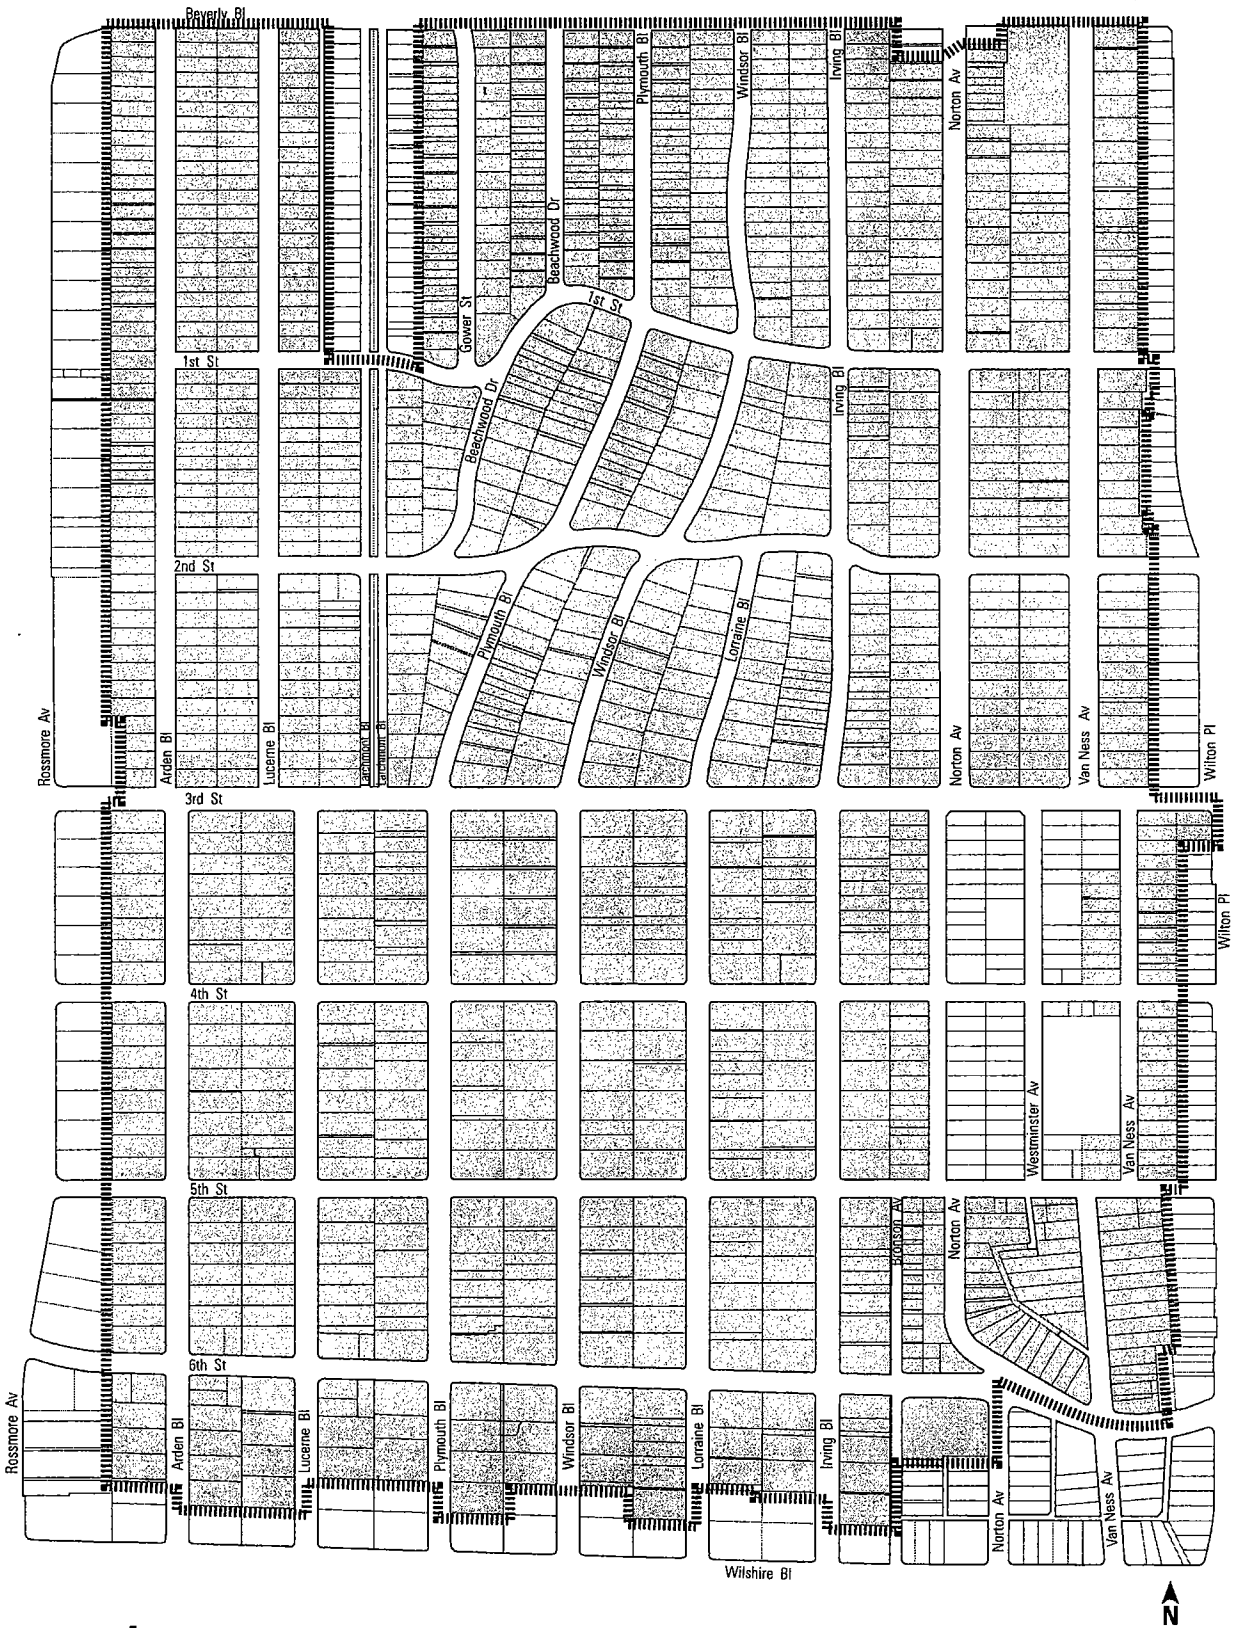 Beverly Bl
Plymouth Bl
Windsor Bl
Irving Bl
Norton Av
Beachwood Dr
Gower St
1st St
1st St
Beachwood Dr
Irving Bl
2nd St
Plymouth Bl
Windsor Bl
Lorraine Bl
Rossmore Av
Arden Bl
Lucerne Bl
Larchmont Bl
Larchmont Bl
Norton Av
Van Ness Av
Wilton Pl
3rd St
Wilton Pl
4th St
Westminster Av
Van Ness Av
5th St
Bronson Av
Norton Av
6th St
Rossmore Av
Arden Bl
Lucerne Bl
Plymouth Bl
Windsor Bl
Lorraine Bl
Irving Bl
Norton Av
Van Ness Av
Wilshire Bl
N